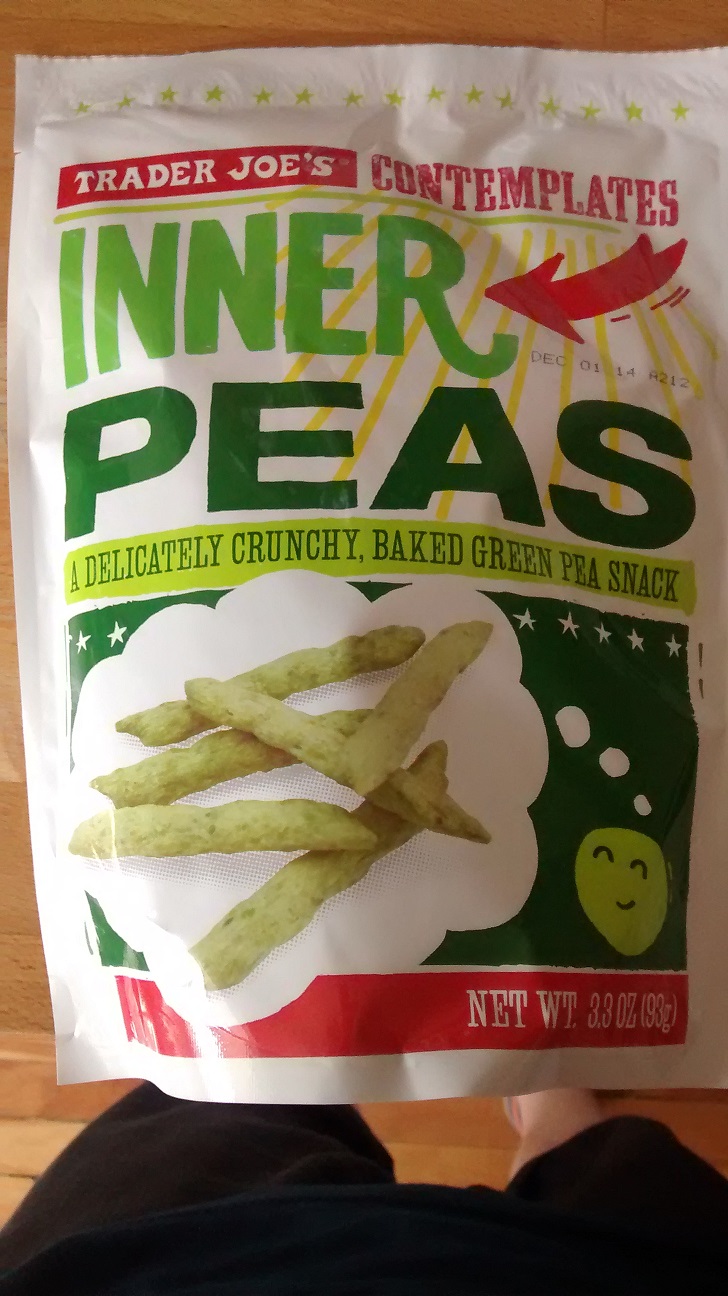 TRADER JOE'S CONTEMPLATES
INNER
DEC 01 14 A212
PEAS
A DELICATELY CRUNCHY, BAKED GREEN PEA SNACK
NET WT. 3.3 OZ (93g)